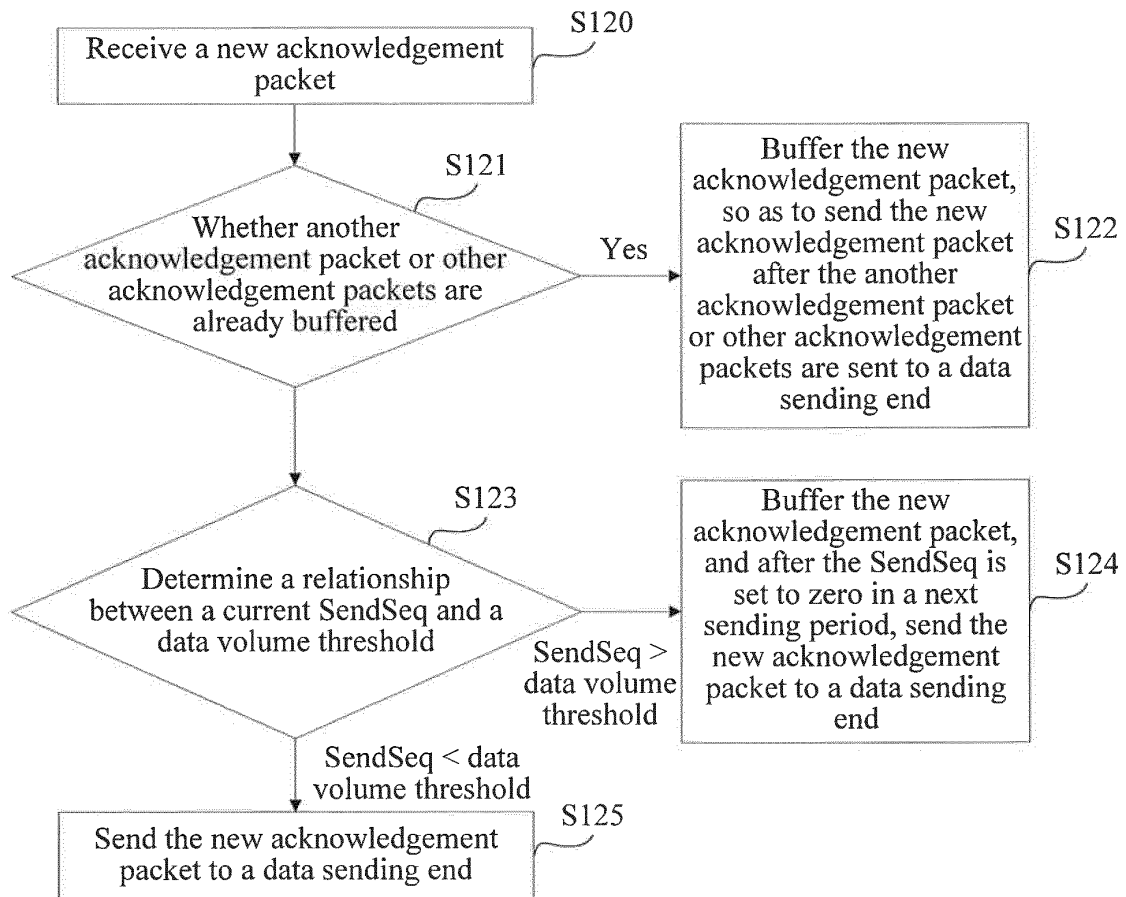 S120
Receive a new acknowledgement
packet
S121
Whether another
acknowledgement packet or other
acknowledgement packets are
already buffered
Yes
Buffer the new
acknowledgement packet,
so as to send the new
acknowledgement packet
after the another
acknowledgement packet
or other acknowledgement
packets are sent to a data
sending end
S122
S123
Determine a relationship
between a current SendSeq and a
data volume threshold
SendSeq >
data volume
threshold
Buffer the new
acknowledgement packet,
and after the SendSeq is
set to zero in a next
sending period, send the
new acknowledgement
packet to a data sending
end
S124
SendSeq < data
volume threshold
S125
Send the new acknowledgement
packet to a data sending end